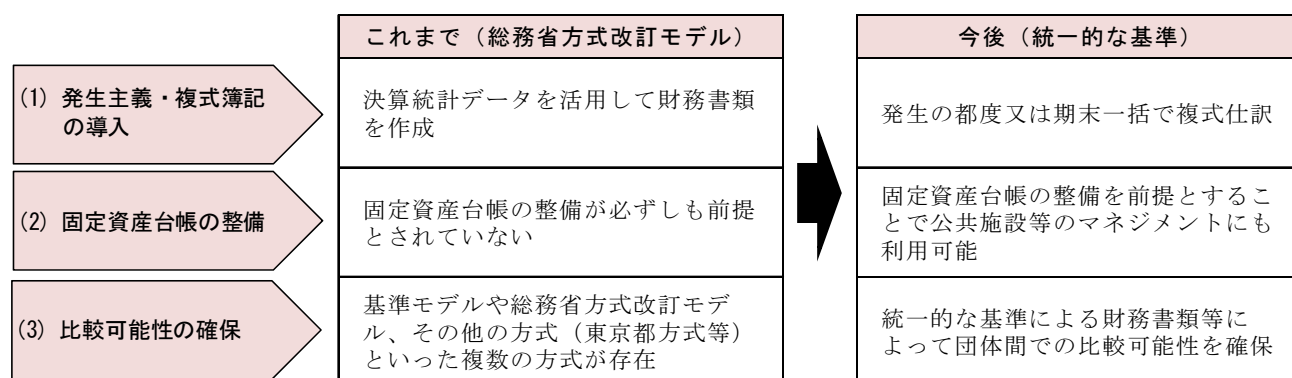 これまで（総務省方式改訂モデル）
今後（統一的な基準）
(1) 発生主義・複式簿記
の導入
決算統計データを活用して財務書類
を作成
発生の都度又は期末一括で複式仕訳
(2) 固定資産台帳の整備
固定資産台帳の整備が必ずしも前提
とされていない
固定資産台帳の整備を前提とするこ
とで公共施設等のマネジメントにも
利用可能
(3) 比較可能性の確保
基準モデルや総務省方式改訂モデ
ル、その他の方式（東京都方式等）
といった複数の方式が存在
統一的な基準による財務書類等に
よって団体間での比較可能性を確保